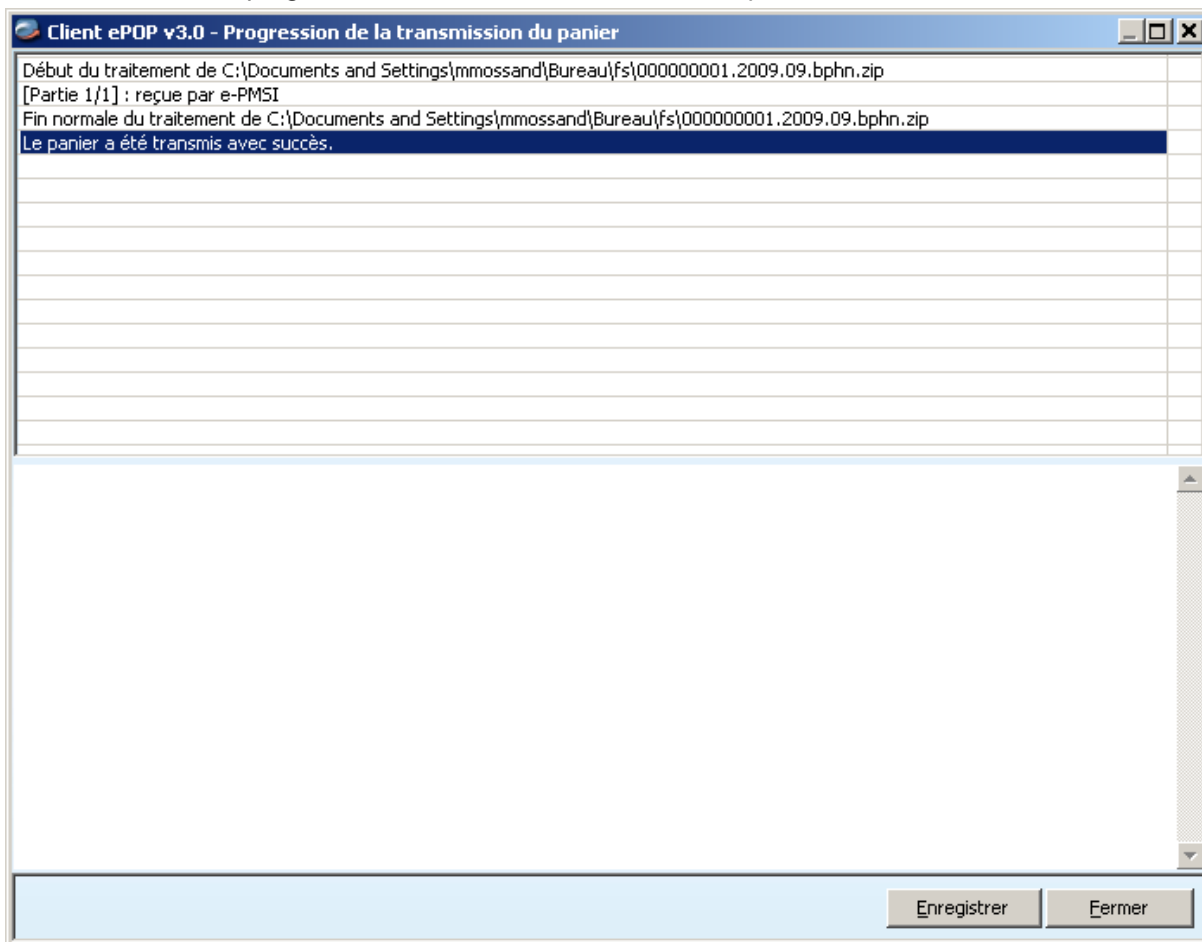 Client ePOP v3.0 - Progression de la transmission du panier
Début du traitement de C:\Documents and Settings\mmossand\Bureau\fs\000000001.2009.09.bphn.zip
[Partie 1/1] : reçue par e-PMSI
Fin normale du traitement de C:\Documents and Settings\mmossand\Bureau\fs\000000001.2009.09.bphn.zip
Le panier a été transmis avec succès.
Enregistrer Fermer